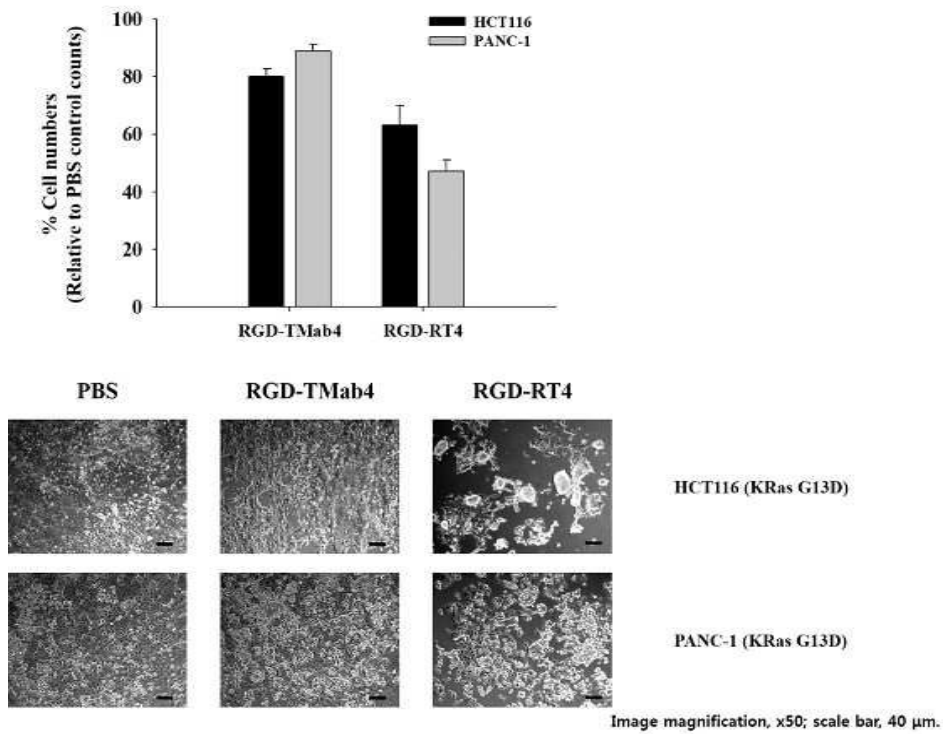 % Cell numbers
(Relative to PBS control counts)
100
80
60
40
20
0
HCT116
PANC-1
RGD-TMab4
RGD-RT4
PBS
RGD-TMab4
RGD-RT4
HCT116 (KRas G13D)
PANC-1 (KRas G13D)
Image magnification, x50; scale bar, 40 μm.